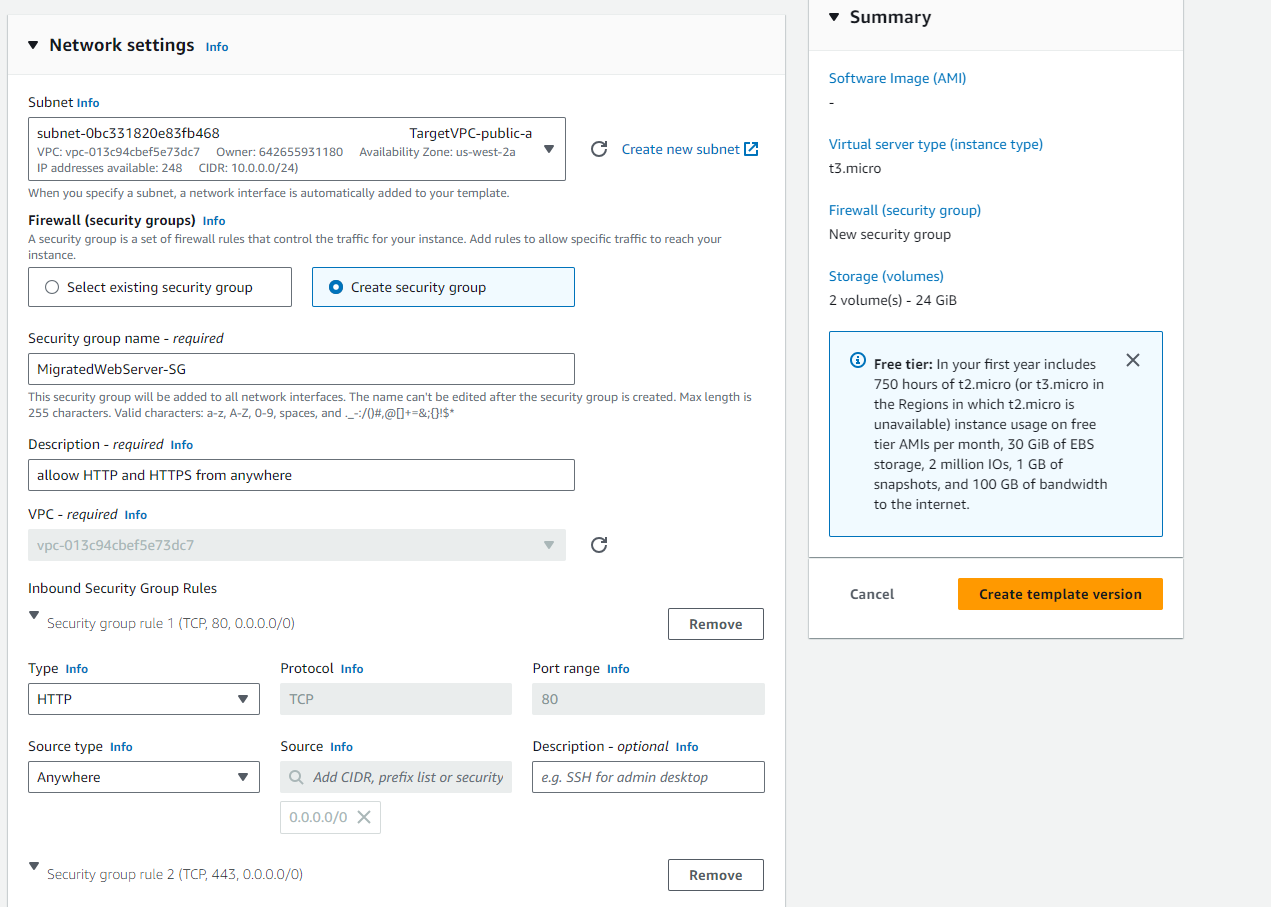 Network settings Info
Subnet Info
subnet-0bc331820e83fb468 TargetVPC-public-a
VPC: vpc-013c94cbef5e73dc7 Owner: 642655931180 Availability Zone: us-west-2a
IP addresses available: 248 CIDR: 10.0.0.0/24)
Create new subnet
When you specify a subnet, a network interface is automatically added to your template.
Firewall (security groups) Info
A security group is a set of firewall rules that control the traffic for your instance. Add rules to allow specific traffic to reach your
instance.
Select existing security group
Create security group
Security group name - required
MigratedWebServer-SG
This security group will be added to all network interfaces. The name can't be edited after the security group is created. Max length is
255 characters. Valid characters: a-z, A-Z, 0-9, spaces, and ._-:/()#,@[]+=&;{}!$*
Description - required Info
alloow HTTP and HTTPS from anywhere
VPC - required Info
vpc-013c94cbef5e73dc7
Inbound Security Group Rules
Security group rule 1 (TCP, 80, 0.0.0.0/0)
Remove
Type Info
Protocol Info
Port range Info
HTTP
TCP
80
Source type Info
Source Info
Description - optional Info
Anywhere
Add CIDR, prefix list or security
e.g. SSH for admin desktop
0.0.0.0/0
Security group rule 2 (TCP, 443, 0.0.0.0/0)
Remove
Summary
Software Image (AMI)
-
Virtual server type (instance type)
t3.micro
Firewall (security group)
New security group
Storage (volumes)
2 volume(s) - 24 GiB
Free tier: In your first year includes
750 hours of t2.micro (or t3.micro in
the Regions in which t2.micro is
unavailable) instance usage on free
tier AMIs per month, 30 GiB of EBS
storage, 2 million IOs, 1 GB of
snapshots, and 100 GB of bandwidth
to the internet.
Cancel
Create template version